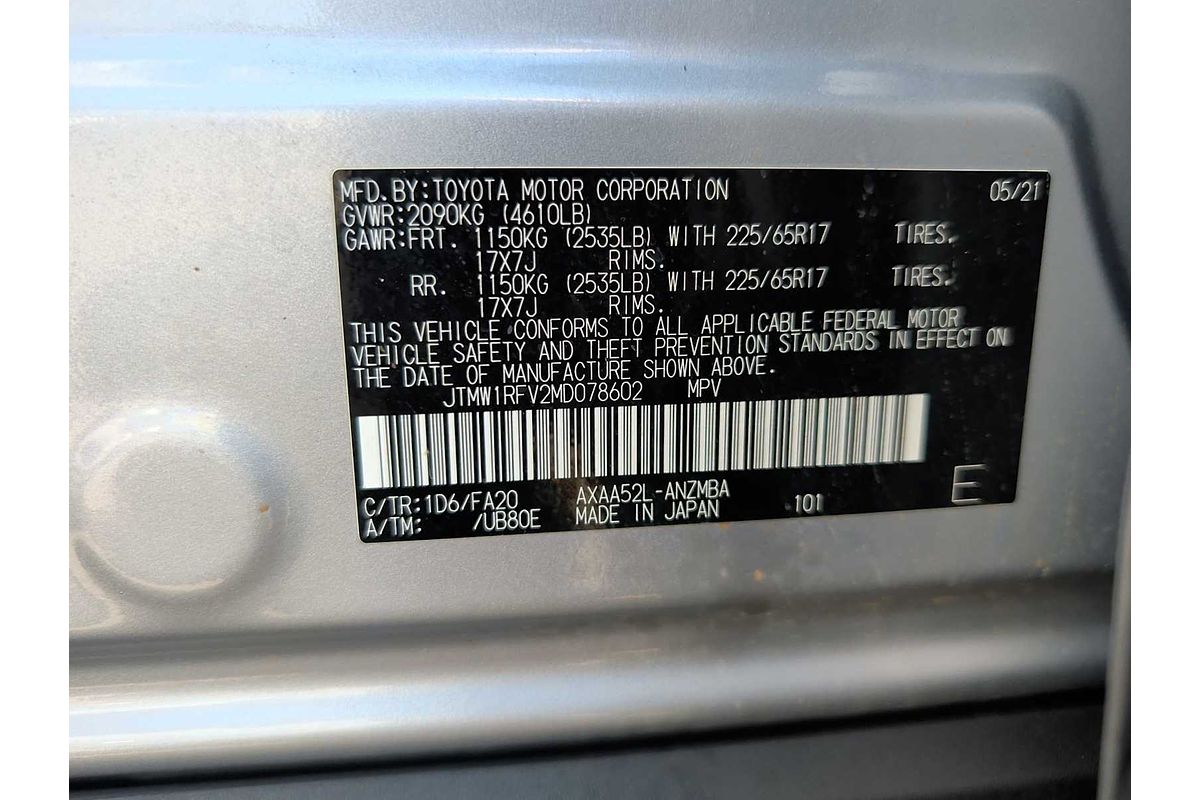 MFD.BY:TOYOTA MOTOR CORPORATION 05/21
GVWR:2090KG (4610LB)
GAWR:FRT. 1150KG (2535LB) WITH 225/65R17 TIRES.
17X7J RIMS.
RR. 1150KG (2535LB) WITH 225/65R17 TIRES.
17X7J RIMS.
THIS VEHICLE CONFORMS TO ALL APPLICABLE FEDERAL MOTOR
VEHICLE SAFETY AND THEFT PREVENTION STANDARDS IN EFFECT ON
THE DATE OF MANUFACTURE SHOWN ABOVE.
JTMW1RFV2MD078602 MPV
C/TR:1D6/FA20 AXAA52L-ANZMBA 101 E
A/TM: /UB80E MADE IN JAPAN